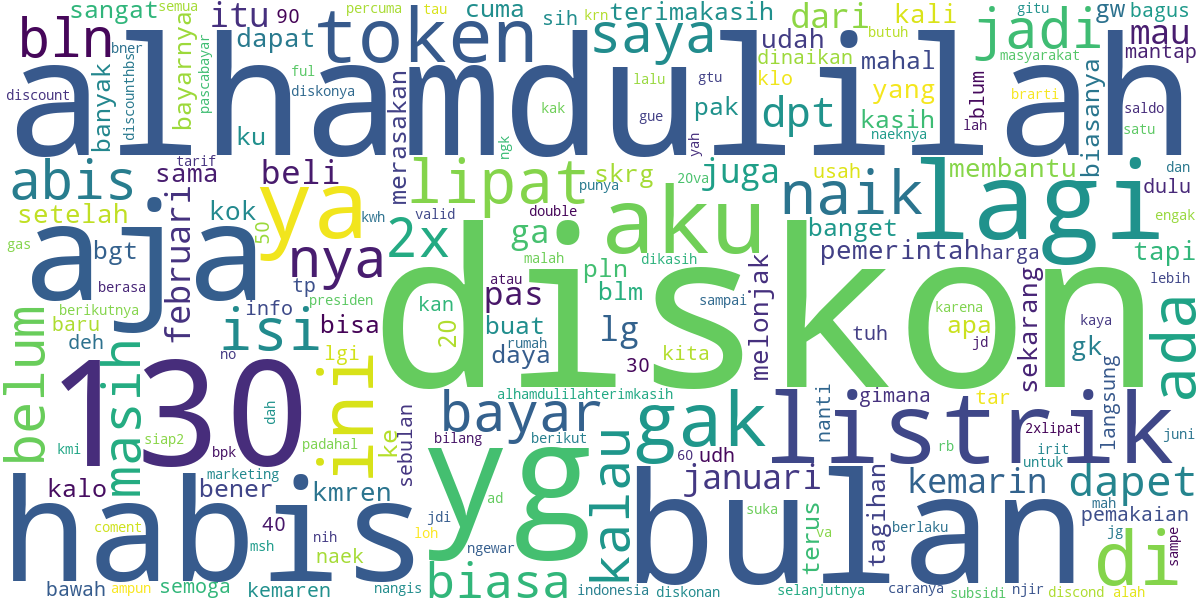 sangat
semua
itu
90
percuma
tau
cuma
sih
krn
terimakasih
dari
kali
gw
bagus
bln
bner
dapat
token
saya
udah
butuh
gitu
jadi
mau
alhamdulillah
discount
banyak
discounthbs
bayarnya
pascabayar
ful
diskonya
ku
merasakan
lalu
gue
gtu
kak
pak
yah
dinaikan
klo
dpt
mahal
yang
kasih
naeknya
masyarakat
mantap
brarti
blum
lah
biasanya
saldo
satu
abis
tarif
sama
beli
lipat
ngk
punya
skrg
20va
juga
naik
usah
membantu
lagi
dulu
dan
setelah
februari
kok
50
ya
kwh
valid
2x
double
ga
malah
aku
dikasih
banget
pemerintah
harga
tapi
engak
gas
aja
bgt
berasa
nya
tp
info
presiden
kan
atau
pas
pln
blm
sampai
melonjak
diskon
karena
kaya
lebih
berikutnya
baru
deh
isi
no
bisa
20
buat
rumah
daya
lg
kita
30
tuh
apa
jd
sekarang
gk
ada
belum
masih
130
dah
lgi
ini
alhamdulilahterimkasih
gimana
tar
langsung
juni
kmi
siap2
bpk
padahal
ke
sebulan
bayar
bilang
berikut
kalau
gak
nanti
listrik
rb
2xlipat
irit
untuk
marketing
kalo
bener
kmren
udh
60
januari
kemarin
dapet
habis
coment
40
msh
nih
naek
loh
jdi
ad
yg
ngewar
suka
va
terus
tagihan
bulan
berlaku
mah
pemakaian
jg
di
sampe
bawah
ampun
semoga
kemaren
nangis
biasa
indonesia
diskonan
selanjutnya
caranya
subsidi
njir
discond
alah